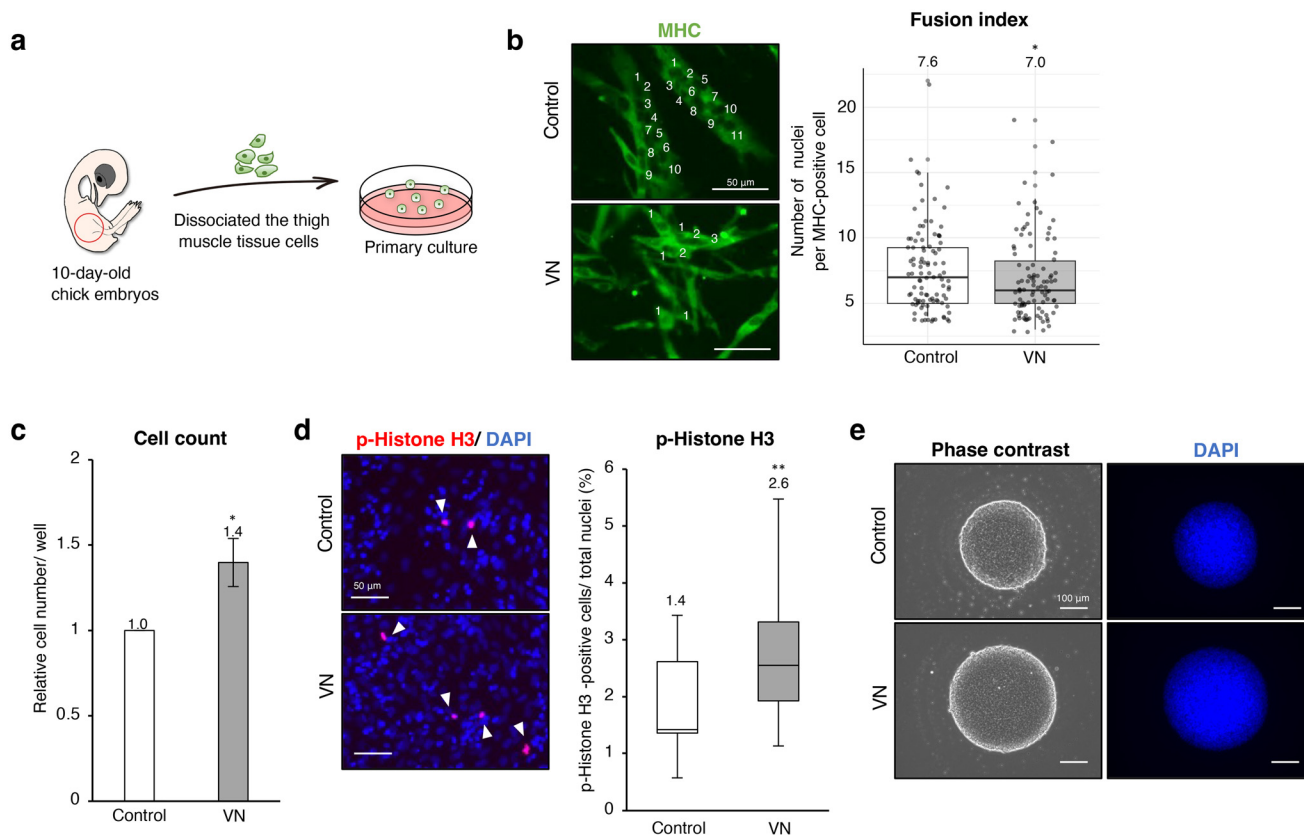 a
10-day-old
chick embryos
Dissociated the thigh
muscle tissue cells
Primary culture
b
MHC
Control
1
2
3
4
7
5
8
6
9
10
1
2
5
3
6
4
7
8
10
9
11
50 µm
VN
1
1
2
3
1
2
1
1
Fusion index
*
7.6
7.0
Number of nuclei
per MHC-positive cell
20
15
10
5
Control
VN
c
Cell count
Relative cell number/ well
2
1.5
1
0.5
0
1.0
*
1.4
Control
VN
d
p-Histone H3/ DAPI
Control
50 µm
VN
p-Histone H3
p-Histone H3 -positive cells/ total nuclei (%)
6
5
4
3
2
1
0
1.4
**
2.6
Control
VN
e
Phase contrast
DAPI
Control
100 µm
VN